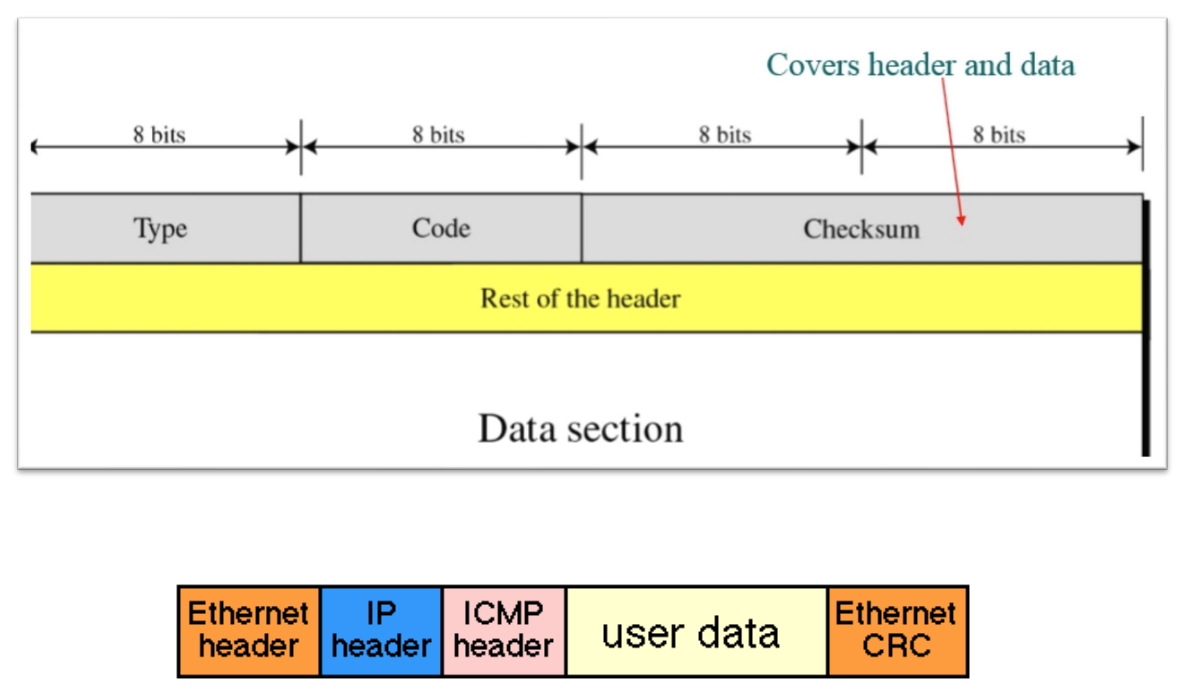 Covers header and data
8 bits 8 bits 8 bits 8 bits
Type Code Checksum
Rest of the header
Data section
Ethernet header IP header ICMP header user data Ethernet CRC